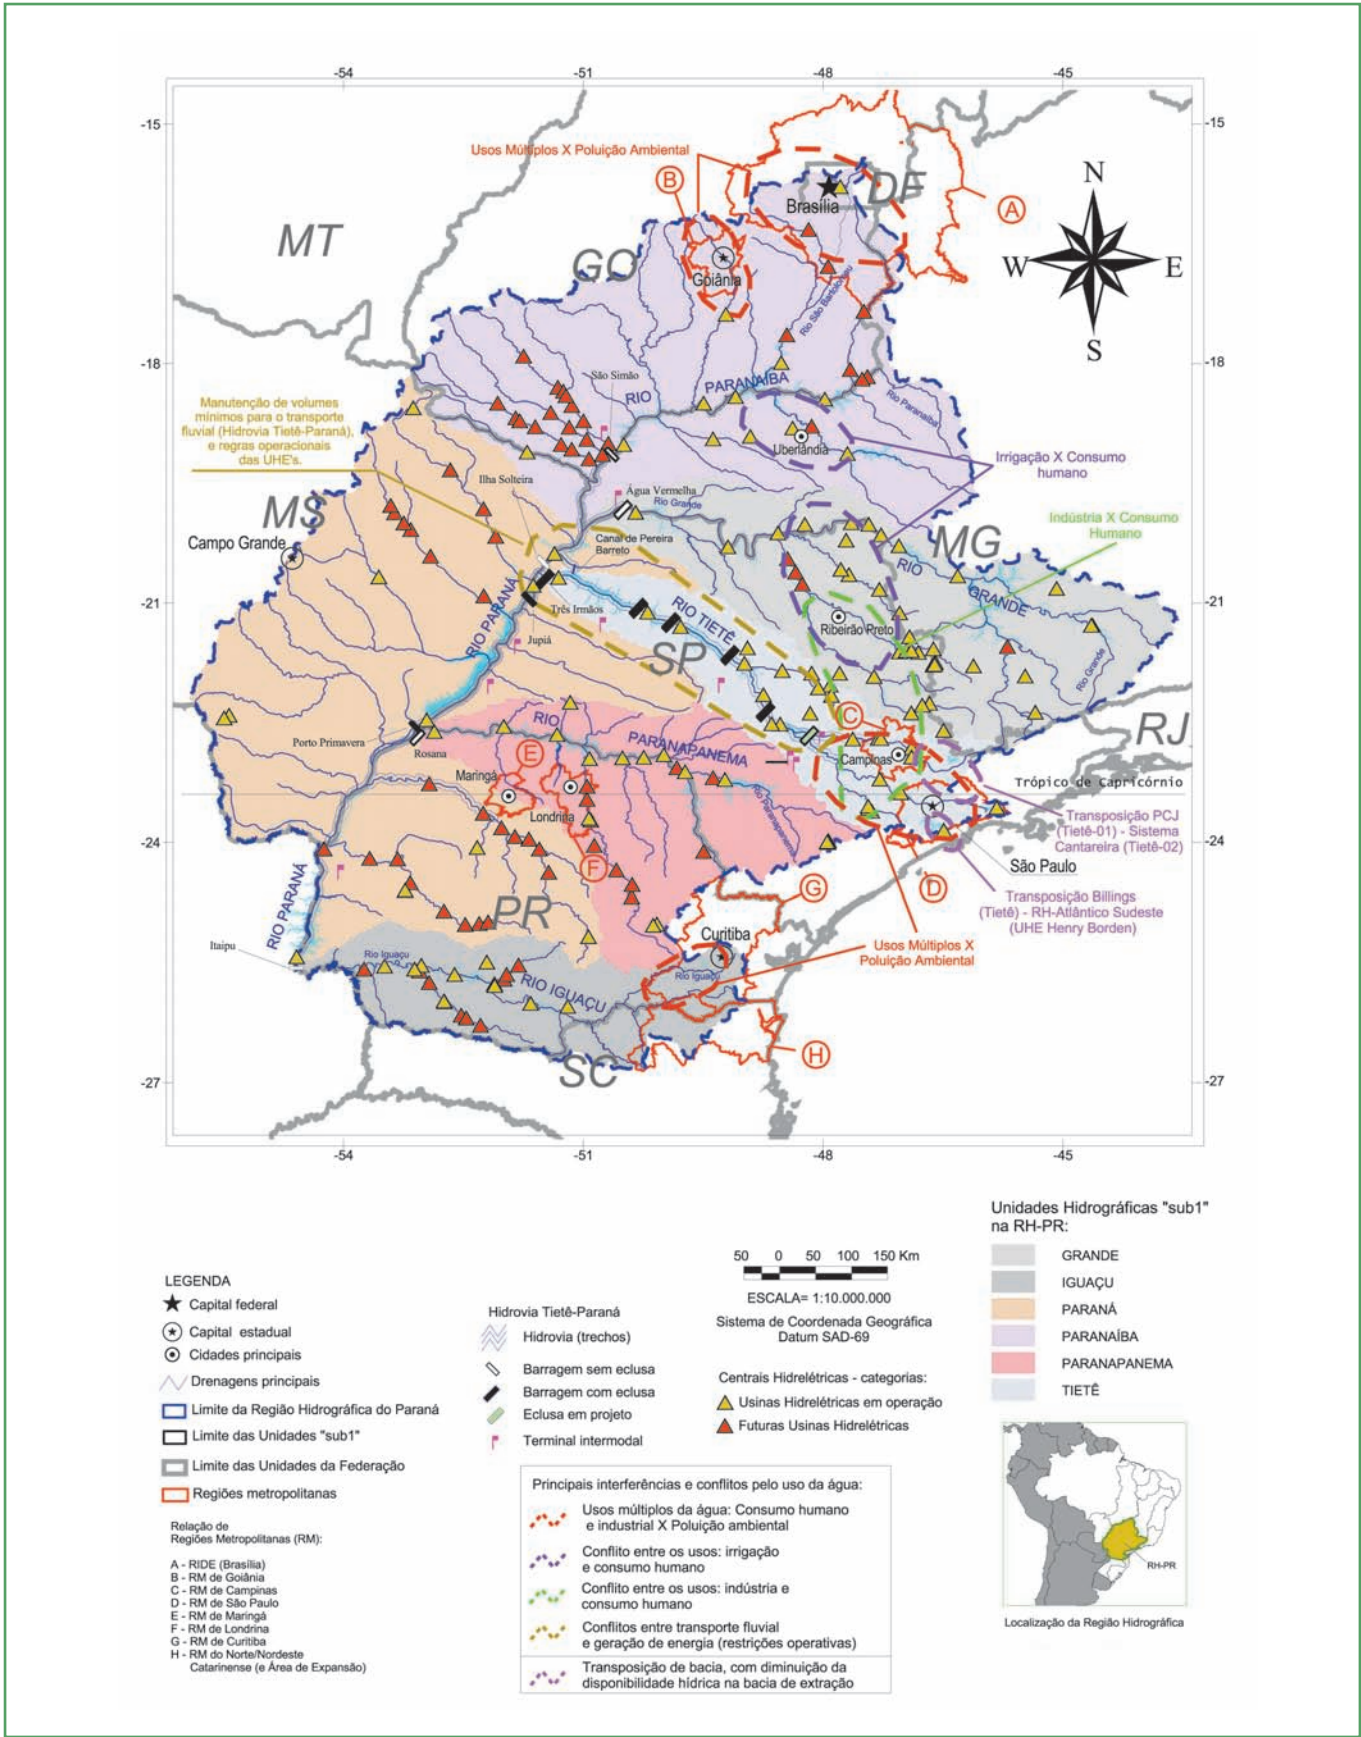 -54
-51
-48
-45
-15
-15
Usos Múltiplos X Poluição Ambiental
B
A
DF
Brasília
N
W
E
S
MT
GO
Goiânia
Rio São Bartolomeu
-18
-18
São Simão
RIO
PARANAÍBA
Rio Paranaíba
Manutenção de volumes
mínimos para o transporte
fluvial (Hidrovia Tietê-Paraná),
e regras operacionais
das UHE's.
Uberlândia
Irrigação X Consumo
humano
Ilha Solteira
Água Vermelha
Rio Grande
MS
Campo Grande
Canal de Pereira
Barreto
Indústria X Consumo
Humano
MG
RIO
GRANDE
-21
-21
RIO PARANÁ
Três Irmãos
RIO TIETÊ
Ribeirão Preto
Jupiá
SP
Rio Grande
C
RJ
Porto Primavera
Rosana
RIO
PARANAPANEMA
Campinas
E
Maringá
Trópico de Capricórnio
Londrina
Rio Paranapanema
Transposição PCJ
(Tietê-01) - Sistema
Cantareira (Tietê-02)
-24
-24
São Paulo
F
G
D
Transposição Billings
(Tietê) - RH-Atlântico Sudeste
(UHE Henry Borden)
PR
RIO PARANÁ
Curitiba
Usos Múltiplos X
Poluição Ambiental
Itaipu
Rio Iguaçu
RIO IGUAÇU
Rio Iguaçu
H
SC
-27
-27
-54
-51
-48
-45
Unidades Hidrográficas "sub1"
na RH-PR:
GRANDE
IGUAÇU
PARANÁ
PARANAÍBA
PARANAPANEMA
TIETÊ
50 0 50 100 150 Km
ESCALA= 1:10.000.000
Sistema de Coordenada Geográfica
Datum SAD-69
Centrais Hidrelétricas - categorias:
Usinas Hidrelétricas em operação
Futuras Usinas Hidrelétricas
LEGENDA
Capital federal
Capital estadual
Cidades principais
Drenagens principais
Limite da Região Hidrográfica do Paraná
Limite das Unidades "sub1"
Limite das Unidades da Federação
Regiões metropolitanas
Hidrovia Tietê-Paraná
Hidrovia (trechos)
Barragem sem eclusa
Barragem com eclusa
Eclusa em projeto
Terminal intermodal
Relação de
Regiões Metropolitanas (RM):
A - RIDE (Brasília)
B - RM de Goiânia
C - RM de Campinas
D - RM de São Paulo
E - RM de Maringá
F - RM de Londrina
G - RM de Curitiba
H - RM do Norte/Nordeste
Catarinense (e Área de Expansão)
Principais interferências e conflitos pelo uso da água:
Usos múltiplos da água: Consumo humano
e industrial X Poluição ambiental
Conflito entre os usos: irrigação
e consumo humano
Conflito entre os usos: indústria e
consumo humano
Conflitos entre transporte fluvial
e geração de energia (restrições operativas)
Transposição de bacia, com diminuição da
disponibilidade hídrica na bacia de extração
RH-PR
Localização da Região Hidrográfica